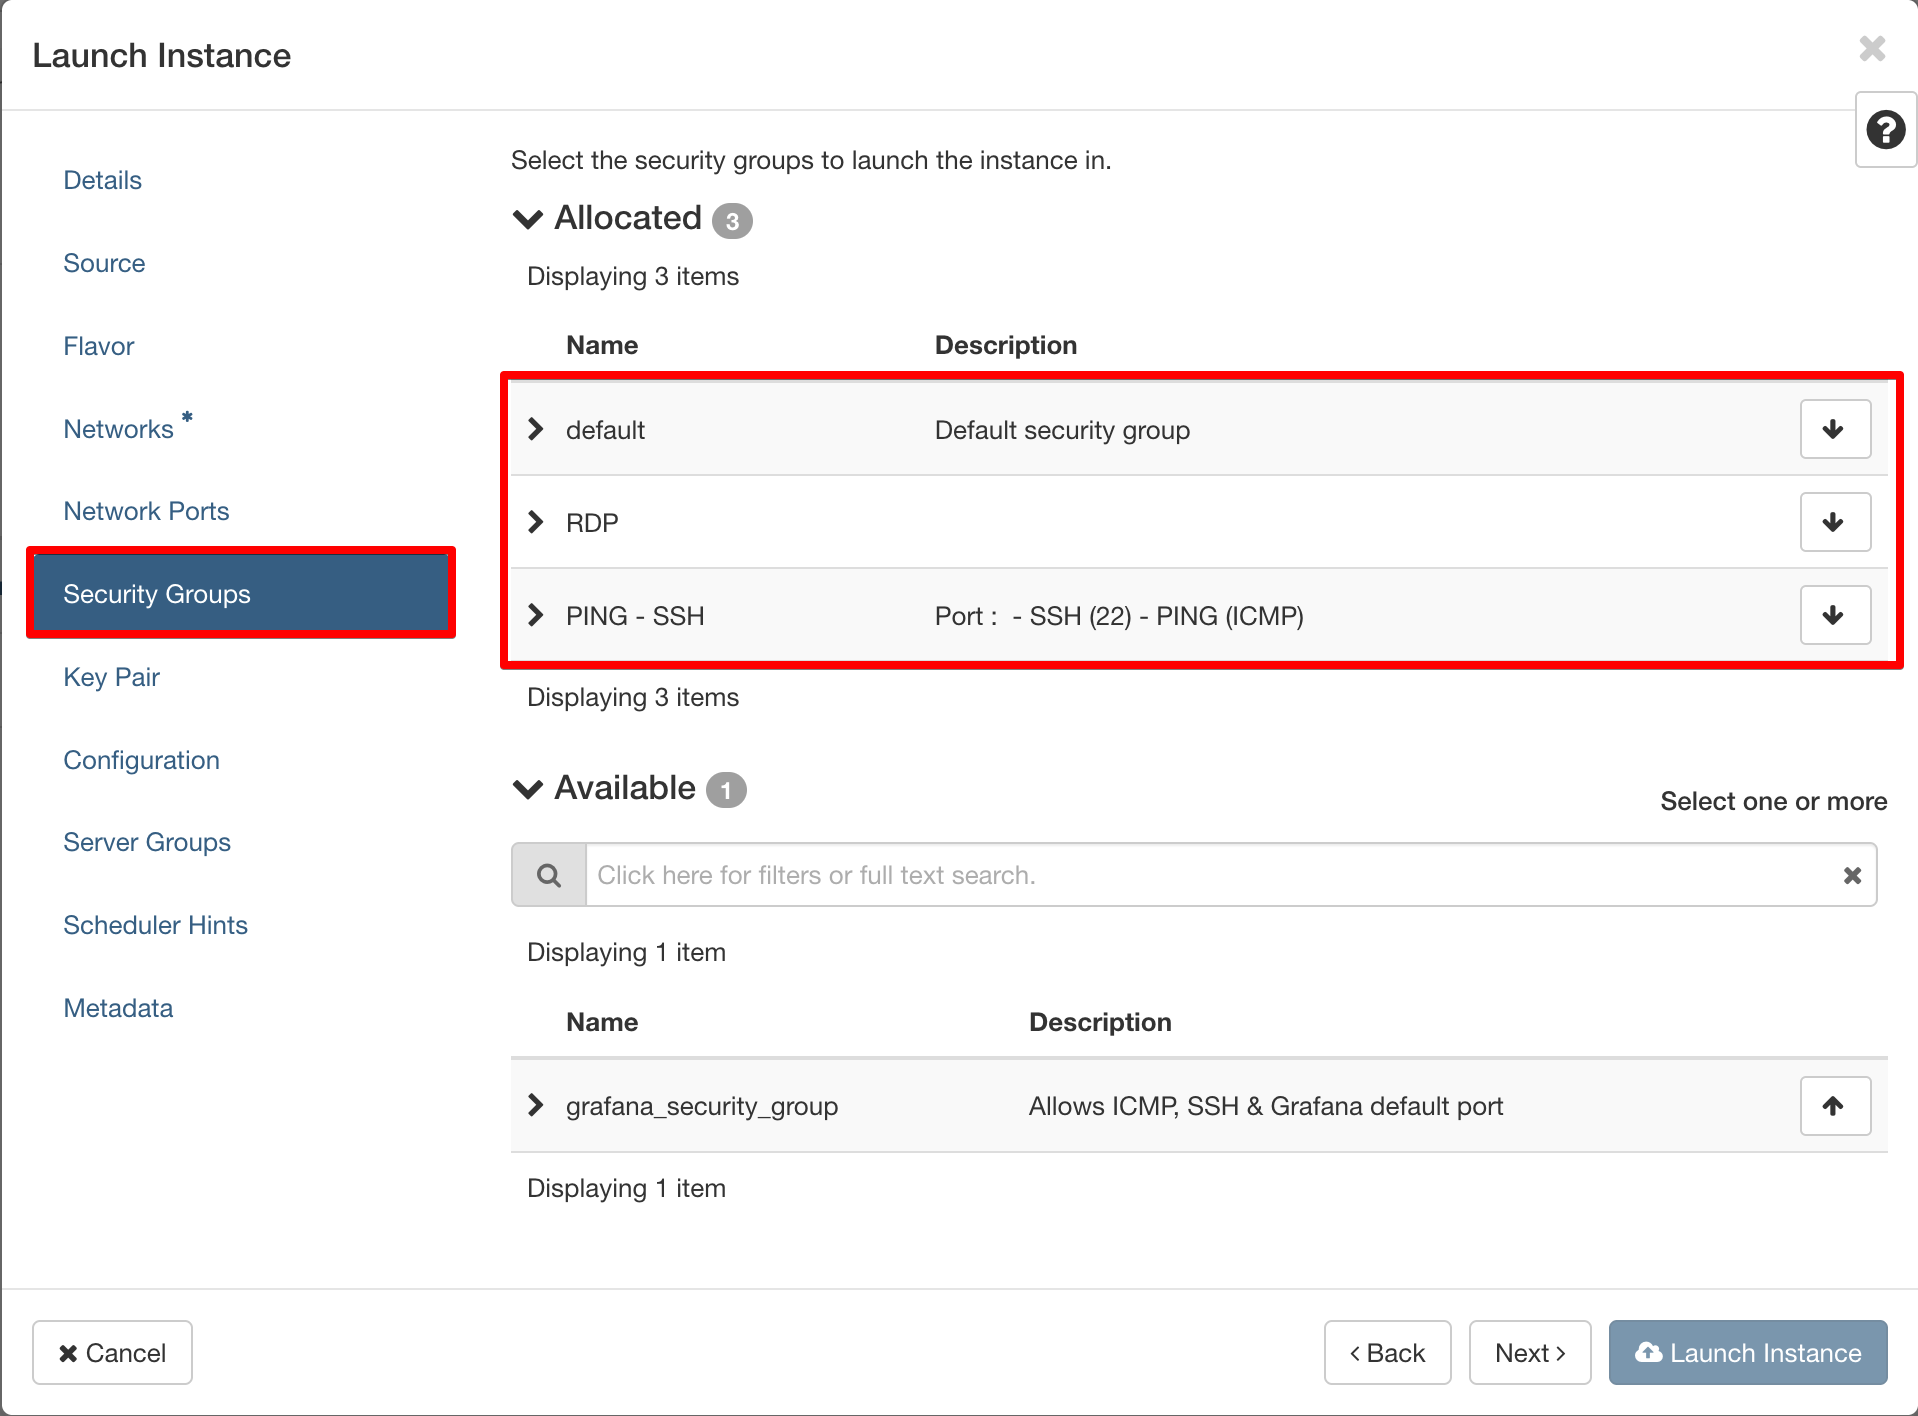 Launch Instance
Details
Source
Flavor
Networks *
Network Ports
Security Groups
Key Pair
Configuration
Server Groups
Scheduler Hints
Metadata
Select the security groups to launch the instance in.
Allocated 3
Displaying 3 items
Name Description
default Default security group
RDP
PING - SSH Port :  - SSH (22) - PING (ICMP)
Displaying 3 items
Available 1
Select one or more
Click here for filters or full text search.
Displaying 1 item
Name Description
grafana_security_group Allows ICMP, SSH & Grafana default port
Displaying 1 item
Cancel
< Back
Next >
Launch Instance